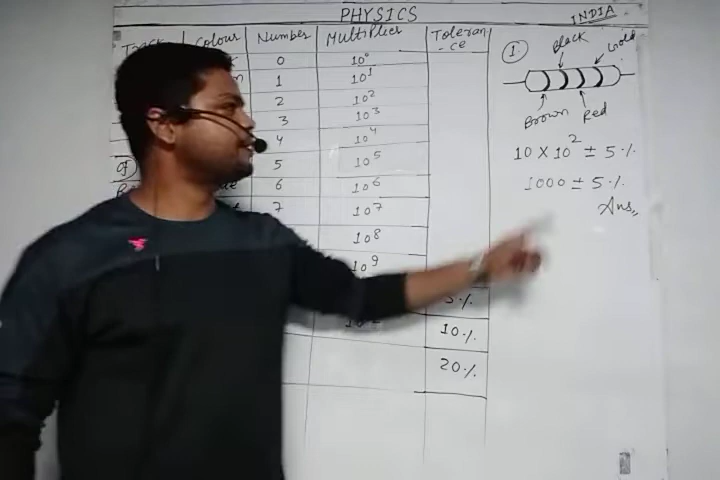 PHYSICS
INDIA
Colour Number Multiplier Toleran-ce
0 10⁰
1 10¹
2 10²
3 10³
4 10⁴
5 10⁵
6 10⁶
7 10⁷
10⁸
10⁹
5%
10%
20%
1.
Black Gold
Brown Red
10 X 10² ± 5%
1000 ± 5%
Ans,,